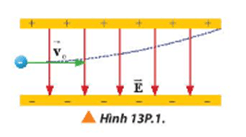 + + + + + +
v₀
−
E
− − − − − −
Hình 13P.1.